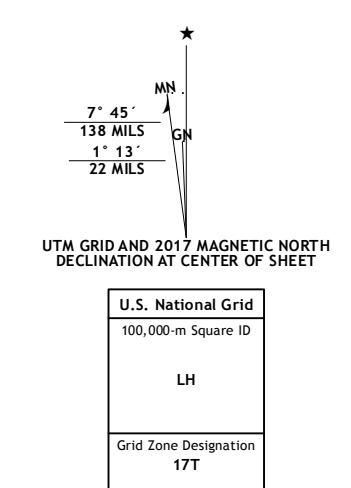 ★
MN
7° 45´
138 MILS
GN
1° 13´
22 MILS
UTM GRID AND 2017 MAGNETIC NORTH
DECLINATION AT CENTER OF SHEET
U.S. National Grid
100,000-m Square ID
LH
Grid Zone Designation
17T